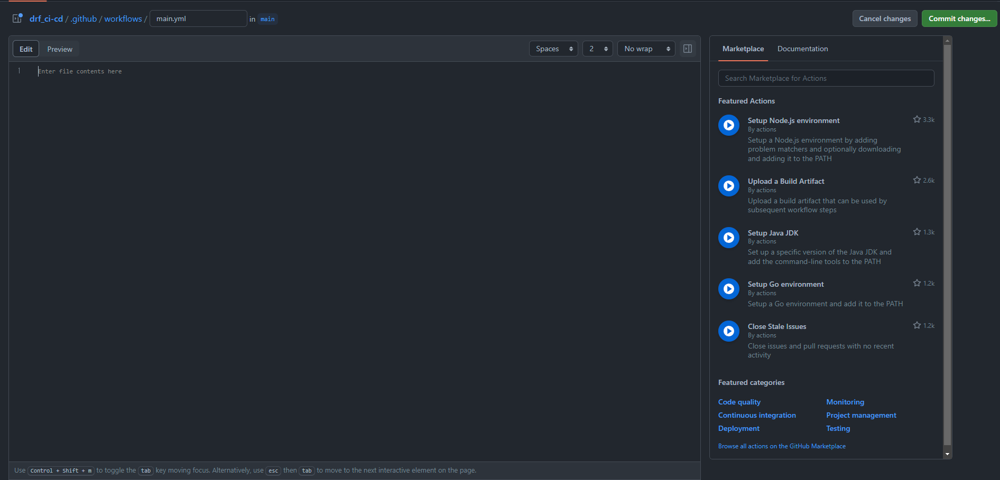 drf_ci-cd / .github / workflows / main.yml in main
Cancel changes
Commit changes...
Edit
Preview
Spaces
2
No wrap
1
Enter file contents here
Use Control + Shift + m to toggle the tab key moving focus. Alternatively, use esc then tab to move to the next interactive element on the page.
Marketplace
Documentation
Search Marketplace for Actions
Featured Actions
Setup Node.js environment
3.3k
By actions
Setup a Node.js environment by adding
problem matchers and optionally downloading
and adding it to the PATH
Upload a Build Artifact
2.6k
By actions
Upload a build artifact that can be used by
subsequent workflow steps
Setup Java JDK
1.3k
By actions
Set up a specific version of the Java JDK and
add the command-line tools to the PATH
Setup Go environment
1.2k
By actions
Setup a Go environment and add it to the PATH
Close Stale Issues
1.2k
By actions
Close issues and pull requests with no recent
activity
Featured categories
Code quality
Monitoring
Continuous integration
Project management
Deployment
Testing
Browse all actions on the GitHub Marketplace